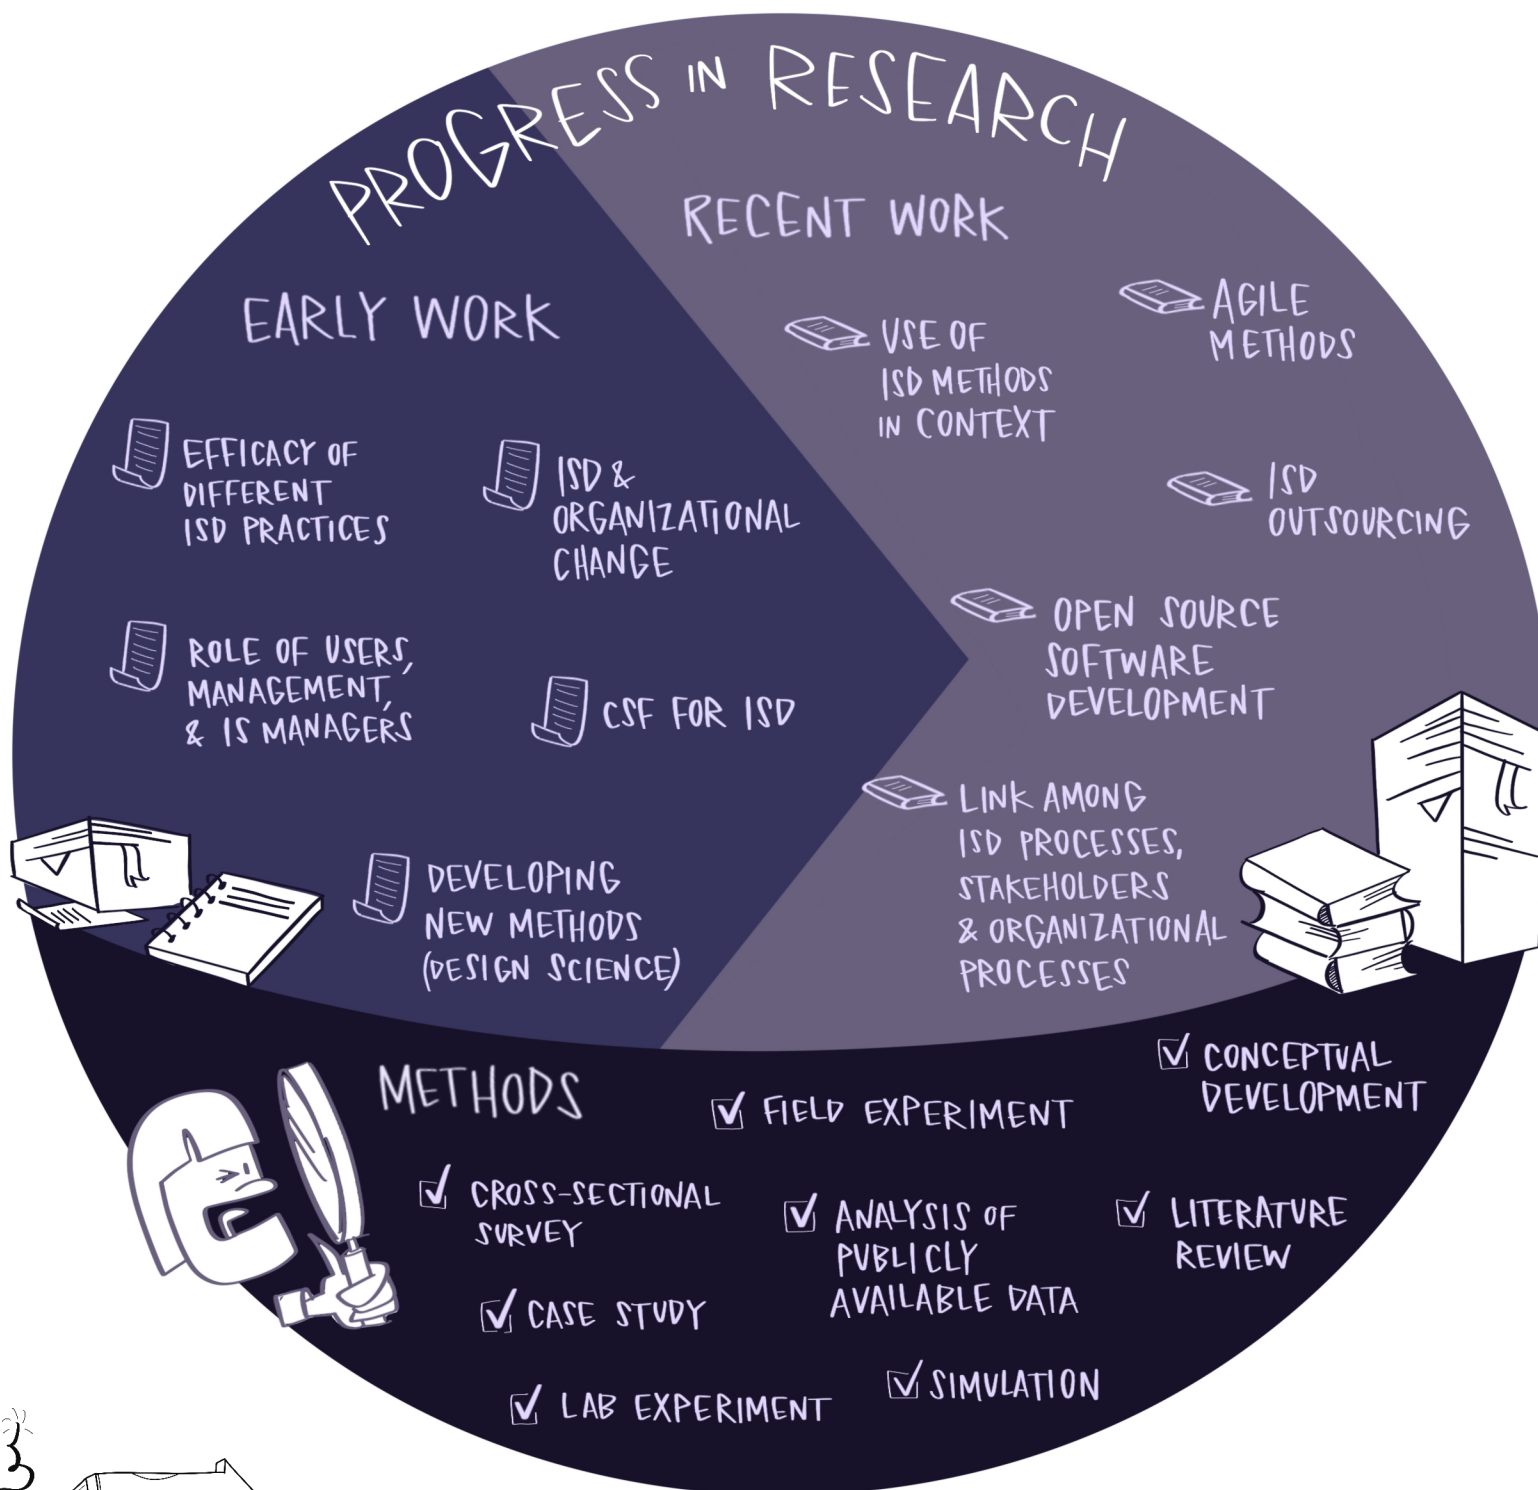 PROGRESS IN RESEARCH
EARLY WORK
EFFICACY OF
DIFFERENT
ISD PRACTICES
ISD &
ORGANIZATIONAL
CHANGE
ROLE OF USERS,
MANAGEMENT,
& IS MANAGERS
CSF FOR ISD
DEVELOPING
NEW METHODS
(DESIGN SCIENCE)
RECENT WORK
USE OF
ISD METHODS
IN CONTEXT
AGILE
METHODS
ISD
OUTSOURCING
OPEN SOURCE
SOFTWARE
DEVELOPMENT
LINK AMONG
ISD PROCESSES,
STAKEHOLDERS
& ORGANIZATIONAL
PROCESSES
METHODS
FIELD EXPERIMENT
CONCEPTUAL
DEVELOPMENT
CROSS-SECTIONAL
SURVEY
ANALYSIS OF
PUBLICLY
AVAILABLE DATA
LITERATURE
REVIEW
CASE STUDY
LAB EXPERIMENT
SIMULATION